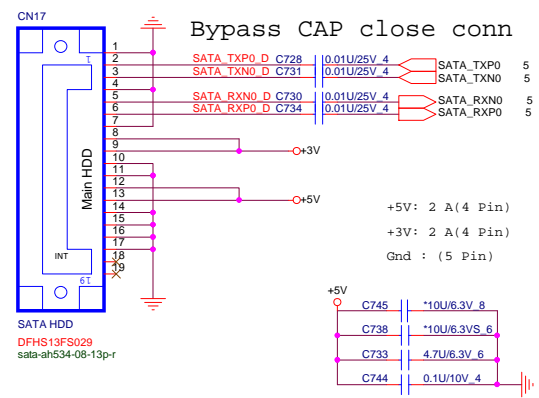 CN17
Bypass CAP close conn
1
1
2
SATA_TXP0_D C728 0.01U/25V_4 SATA_TXP0 5
3
SATA_TXN0_D C731 0.01U/25V_4 SATA_TXN0 5
4
5
SATA_RXN0_D C730 0.01U/25V_4 SATA_RXN0 5
6
SATA_RXP0_D C734 0.01U/25V_4 SATA_RXP0 5
7
8
9
+3V
10
11
12
13
+5V
14
15
16
17
18
19
Main HDD
INT
19
SATA HDD
DFHS13FS029
sata-ah534-08-13p-r
+5V: 2 A(4 Pin)
+3V: 2 A(4 Pin)
Gnd : (5 Pin)
+5V
C745 *10U/6.3V_8
C738 *10U/6.3VS_6
C733 4.7U/6.3V_6
C744 0.1U/10V_4